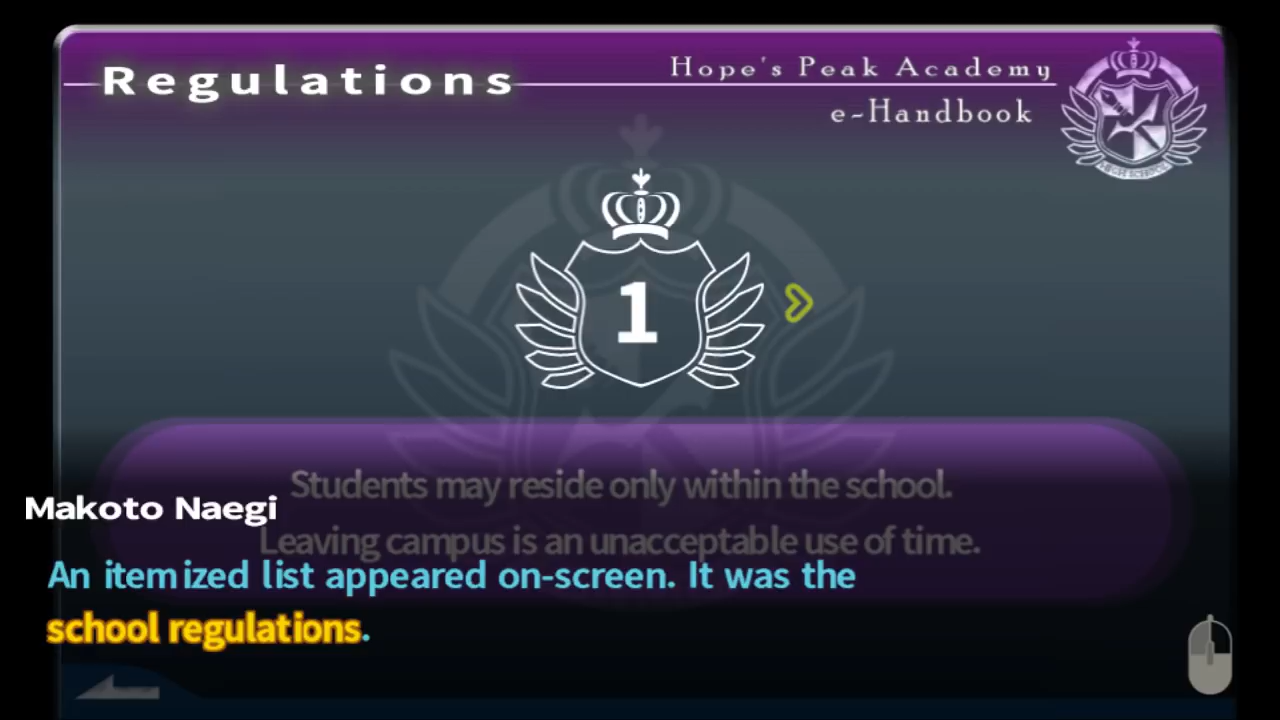 Regulations
Hope's Peak Academy
e-Handbook
1
Students may reside only within the school.
Makoto Naegi
Leaving campus is an unacceptable use of time.
An itemized list appeared on-screen. It was the
school regulations.